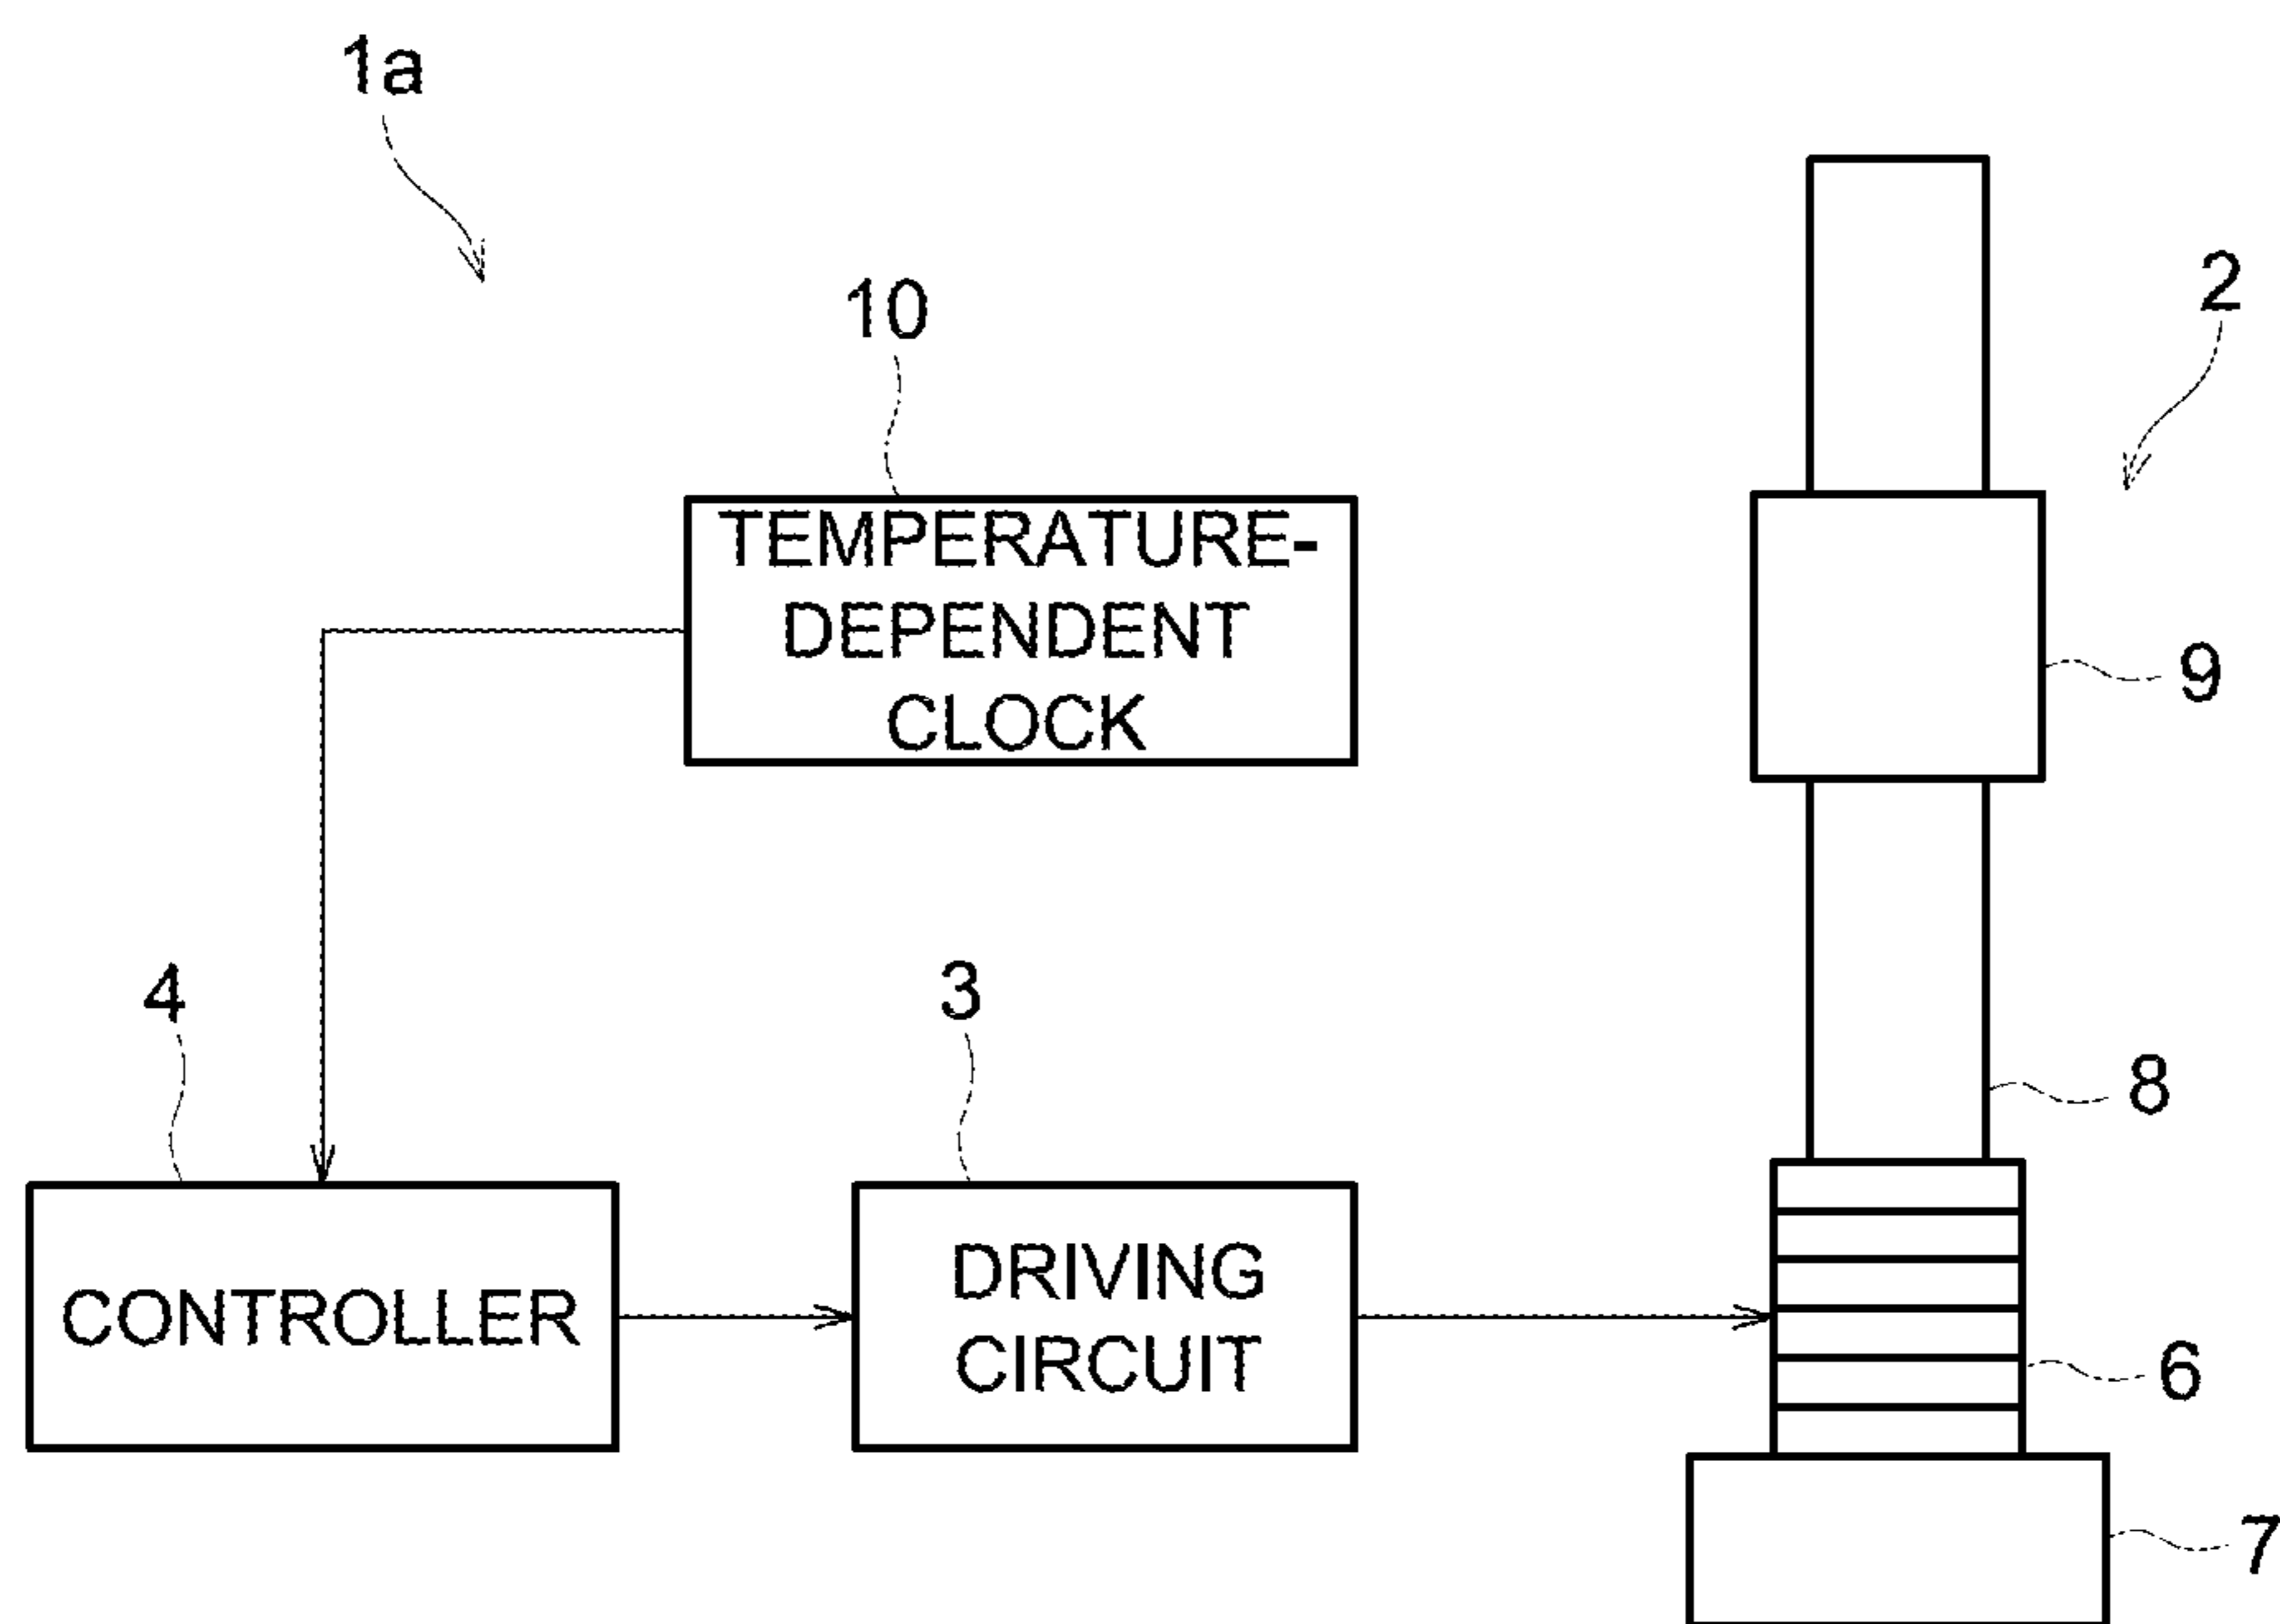 1a
10
2
TEMPERATURE-
DEPENDENT
CLOCK
9
4
3
8
CONTROLLER
DRIVING
CIRCUIT
6
7